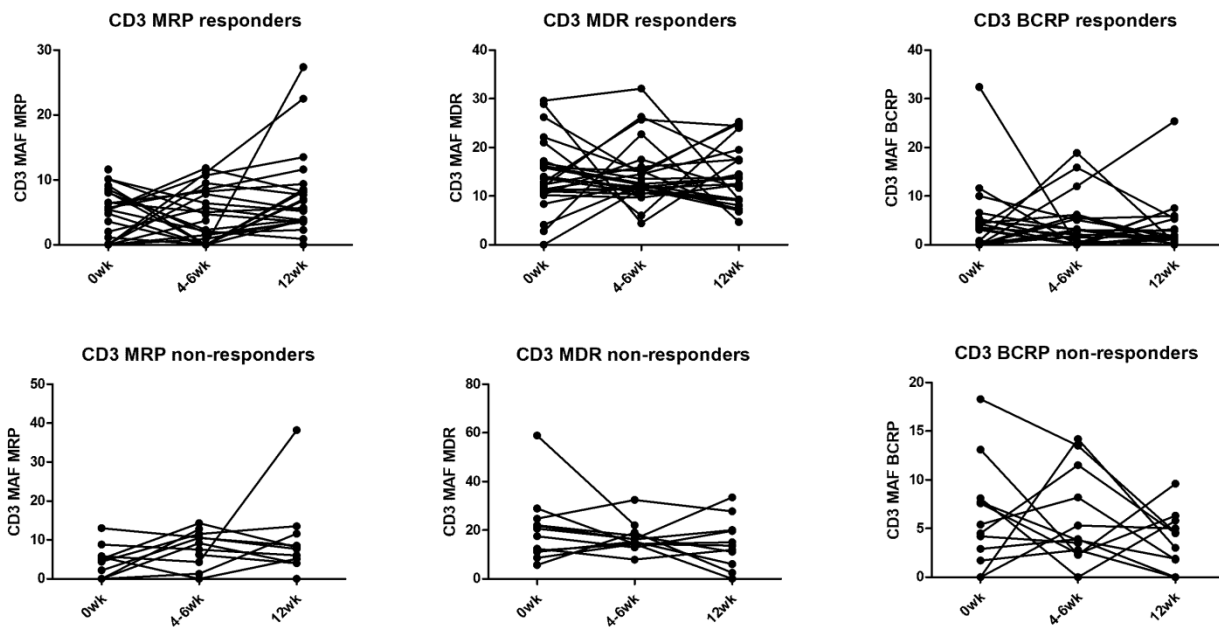 CD3 MRP responders
CD3 MAF MRP
30
20
10
0
0wk
4-6wk
12wk
CD3 MDR responders
CD3 MAF MDR
40
30
20
10
0
0wk
4-6wk
12wk
CD3 BCRP responders
CD3 MAF BCRP
40
30
20
10
0
0wk
4-6wk
12wk
CD3 MRP non-responders
CD3 MAF MRP
50
40
30
20
10
0
0wk
4-6wk
12wk
CD3 MDR non-responders
CD3 MAF MDR
80
60
40
20
0
0wk
4-6wk
12wk
CD3 BCRP non-responders
CD3 MAF BCRP
20
15
10
5
0
0wk
4-6wk
12wk